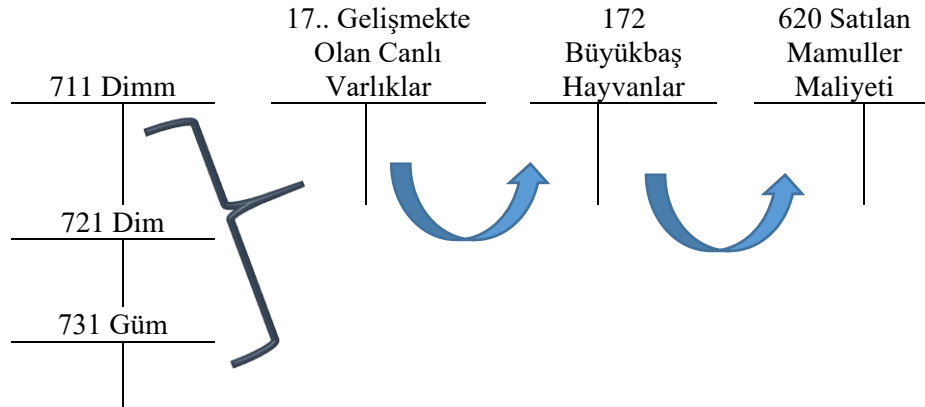 17.. Gelişmekte
Olan Canlı
Varlıklar
172
Büyükbaş
Hayvanlar
620 Satılan
Mamuller
Maliyeti
711 Dimm
721 Dim
731 Güm